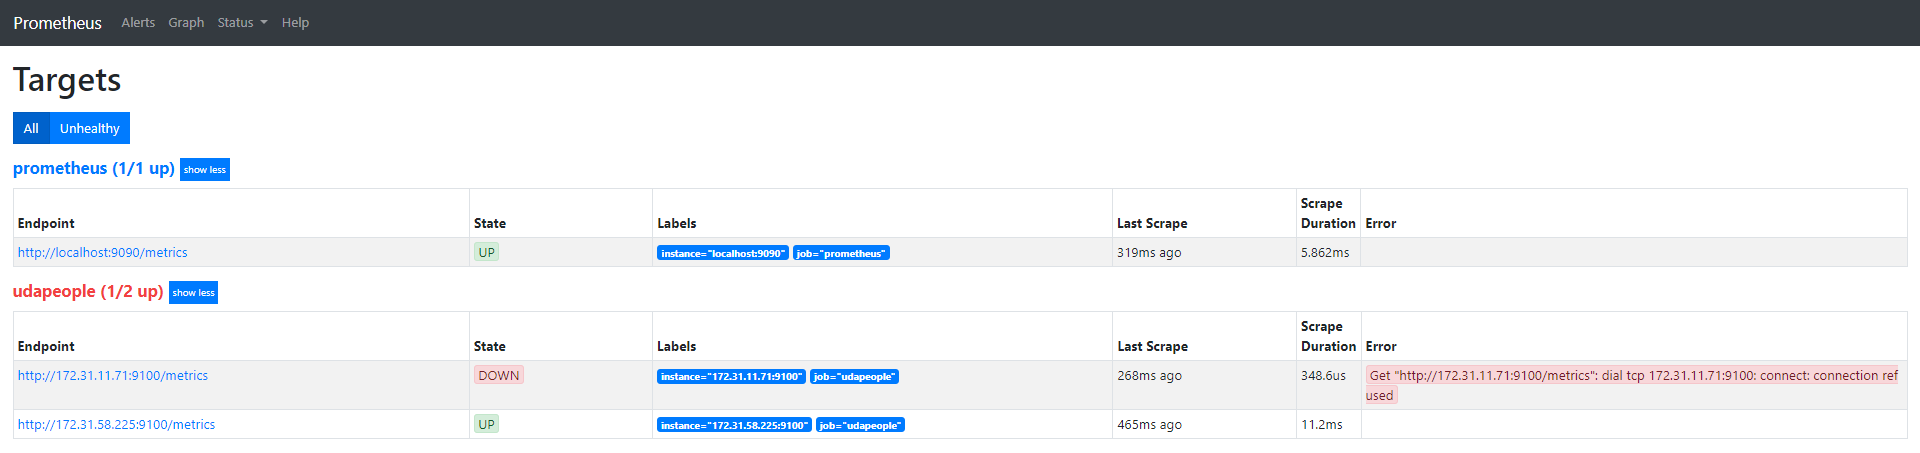 Prometheus Alerts Graph Status Help
Targets
All Unhealthy
prometheus (1/1 up) show less
Endpoint State Labels Last Scrape Scrape Duration Error
http://localhost:9090/metrics UP instance="localhost:9090" job="prometheus" 319ms ago 5.862ms
udapeople (1/2 up) show less
Endpoint State Labels Last Scrape Scrape Duration Error
http://172.31.11.71:9100/metrics DOWN instance="172.31.11.71:9100" job="udapeople" 268ms ago 348.6us Get "http://172.31.11.71:9100/metrics": dial tcp 172.31.11.71:9100: connect: connection ref
used
http://172.31.58.225:9100/metrics UP instance="172.31.58.225:9100" job="udapeople" 465ms ago 11.2ms